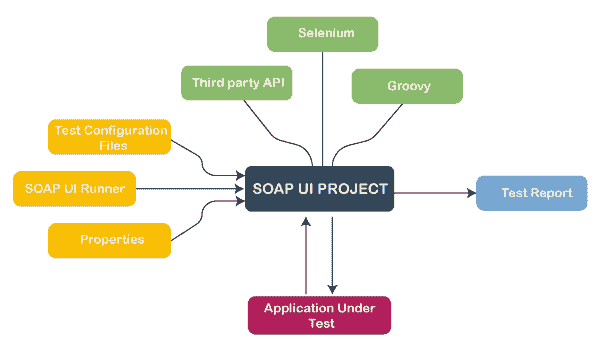 Selenium
Third party API
Groovy
Test Configuration
Files
SOAP UI Runner
SOAP UI PROJECT
Test Report
Properties
Application Under
Test